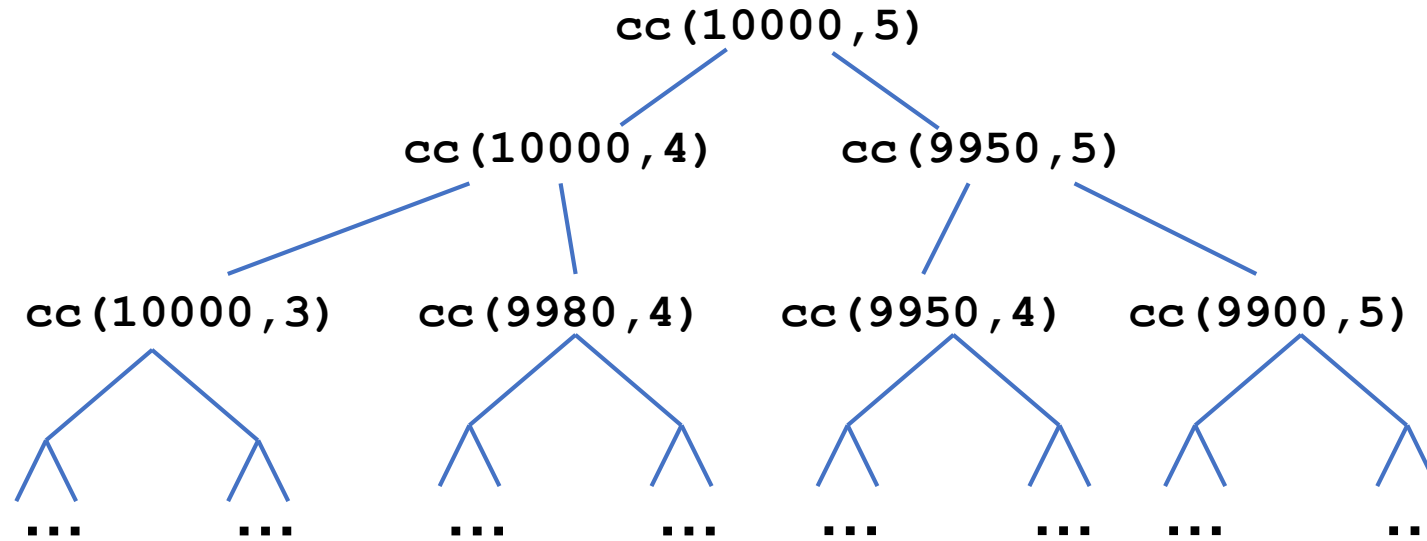 cc(10000,5)
cc(10000,4) cc(9950,5)
cc(10000,3) cc(9980,4) cc(9950,4) cc(9900,5)
... ... ... ... ... ... ... ..